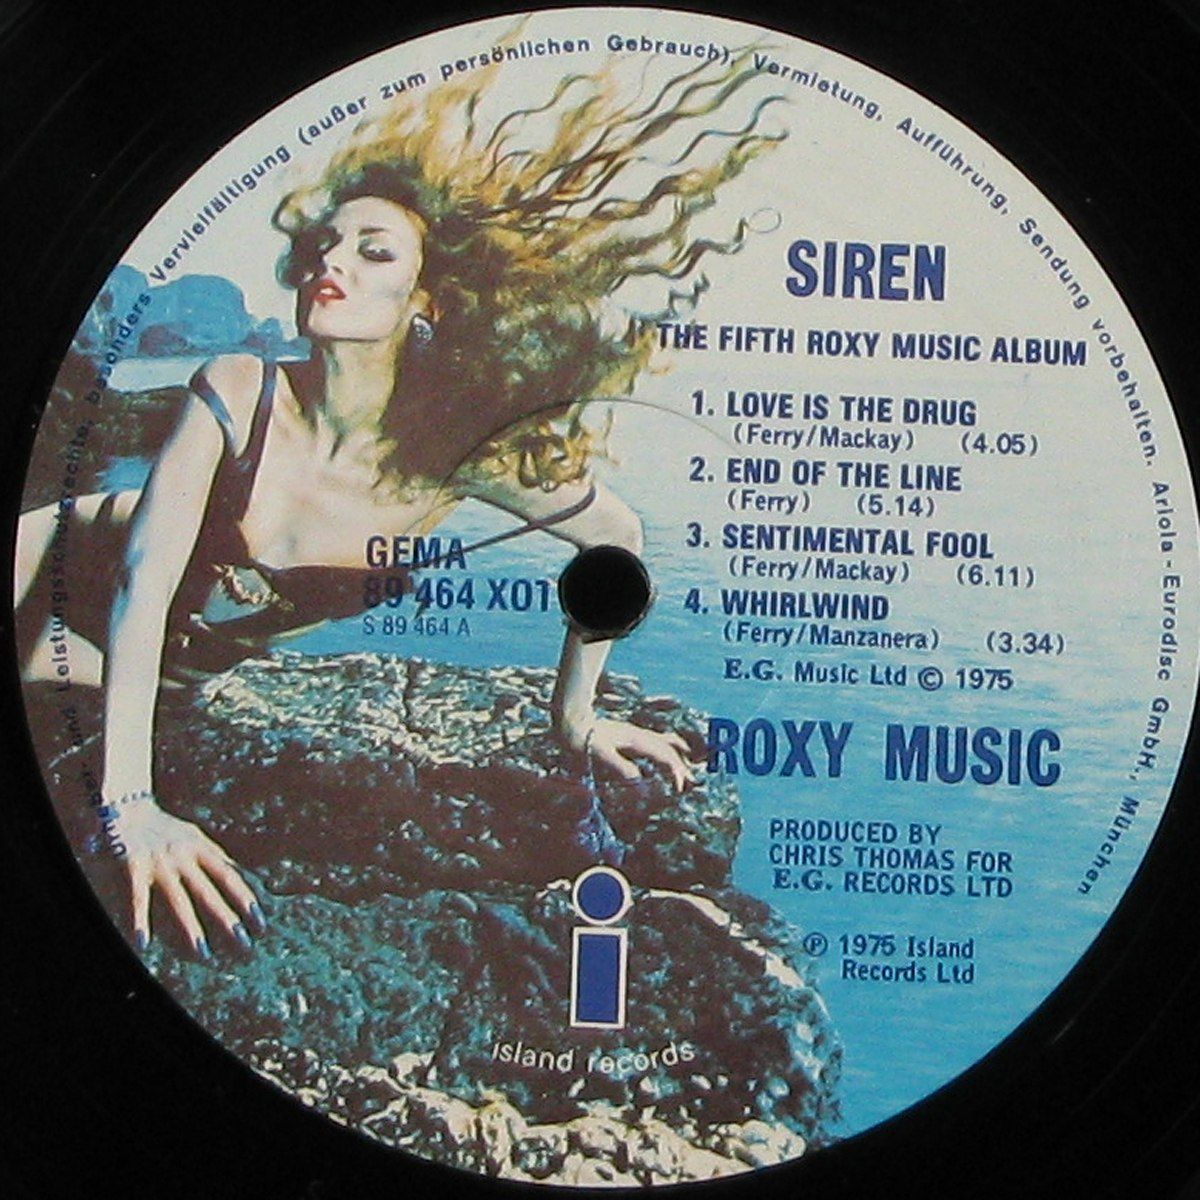 Urheber- und Leistungsschutzrechte, besonders Vervielfältigung (außer zum persönlichen Gebrauch), Vermietung, Aufführung, Sendung vorbehalten. Ariola-Eurodisc GmbH., München
SIREN
THE FIFTH ROXY MUSIC ALBUM
1. LOVE IS THE DRUG
(Ferry/Mackay) (4.05)
2. END OF THE LINE
(Ferry) (5.14)
3. SENTIMENTAL FOOL
(Ferry/Mackay) (6.11)
4. WHIRLWIND
(Ferry/Manzanera) (3.34)
E.G. Music Ltd © 1975
GEMA
89 464 XOT
S 89 464 A
ROXY MUSIC
PRODUCED BY
CHRIS THOMAS FOR
E.G. RECORDS LTD
℗ 1975 Island
Records Ltd
i
island records